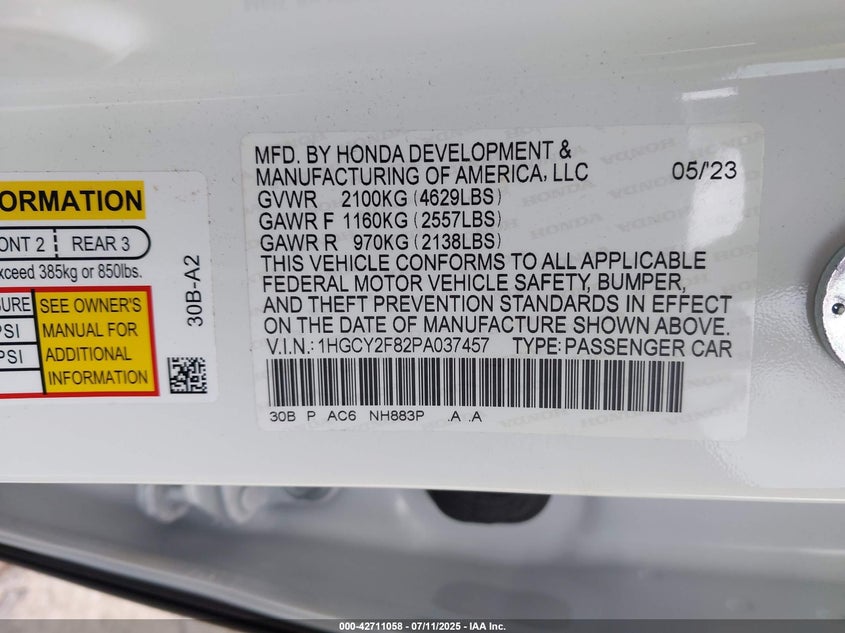 MFD. BY HONDA DEVELOPMENT &
MANUFACTURING OF AMERICA, LLC 05/'23
GVWR 2100KG (4629LBS)
GAWR F 1160KG (2557LBS)
GAWR R 970KG (2138LBS)
THIS VEHICLE CONFORMS TO ALL APPLICABLE
FEDERAL MOTOR VEHICLE SAFETY, BUMPER,
AND THEFT PREVENTION STANDARDS IN EFFECT
ON THE DATE OF MANUFACTURE SHOWN ABOVE.
V.I.N.: 1HGCY2F82PA037457 TYPE: PASSENGER CAR
30B P AC6 NH883P .A .A
ORMATION
ONT 2 REAR 3
xceed 385kg or 850lbs.
URE
PSI
PSI
SEE OWNER'S
MANUAL FOR
ADDITIONAL
INFORMATION
30B-A2
000-42711058 - 07/11/2025 - IAA Inc.